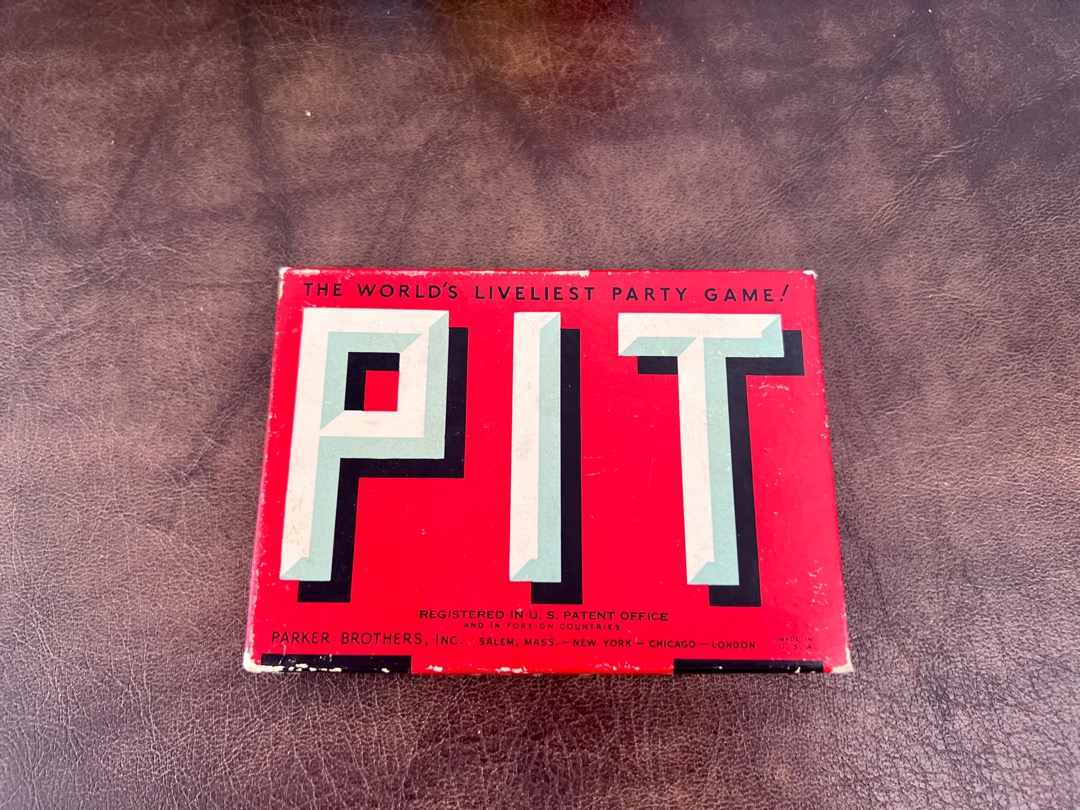 THE WORLD'S LIVELIEST PARTY GAME!
PIT
REGISTERED IN U. S. PATENT OFFICE
AND IN FOREIGN COUNTRIES
PARKER BROTHERS, INC. SALEM, MASS. — NEW YORK — CHICAGO — LONDON
MADE IN
U. S. A.